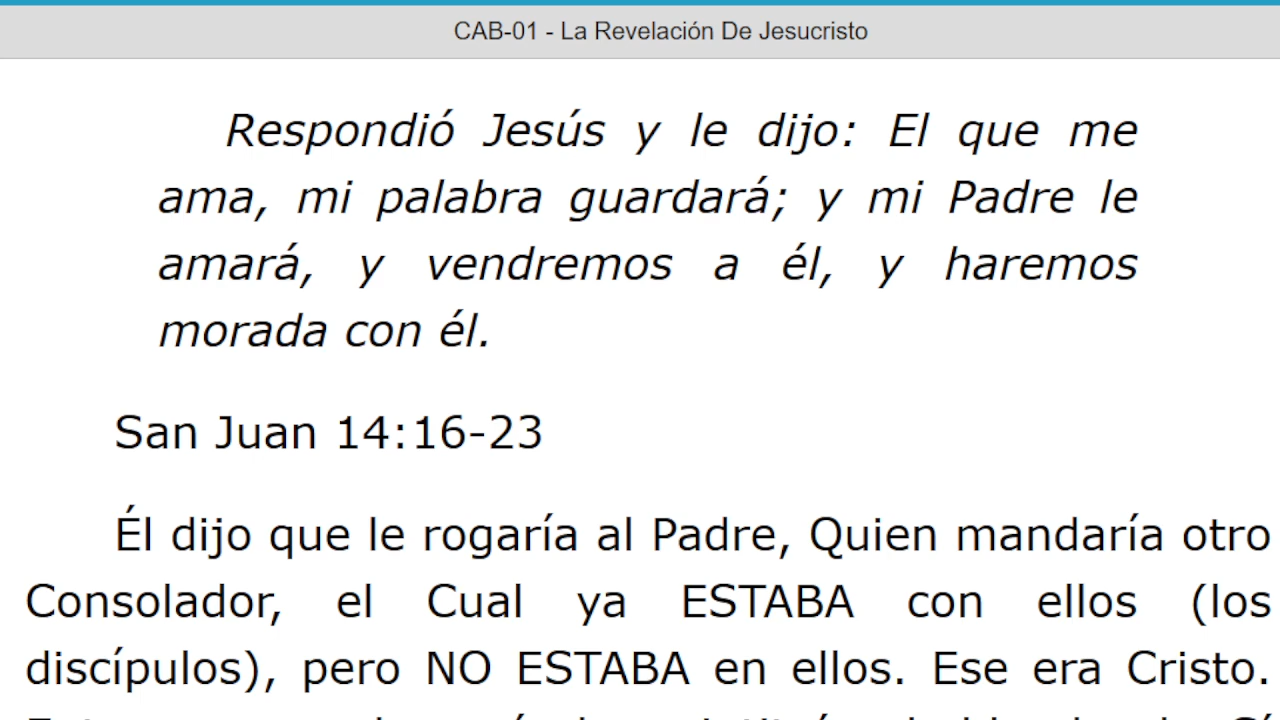 CAB-01 - La Revelación De Jesucristo
Respondió Jesús y le dijo: El que me
ama, mi palabra guardará; y mi Padre le
amará, y vendremos a él, y haremos
morada con él.
San Juan 14:16-23
Él dijo que le rogaría al Padre, Quien mandaría otro
Consolador, el Cual ya ESTABA con ellos (los
discípulos), pero NO ESTABA en ellos. Ese era Cristo.